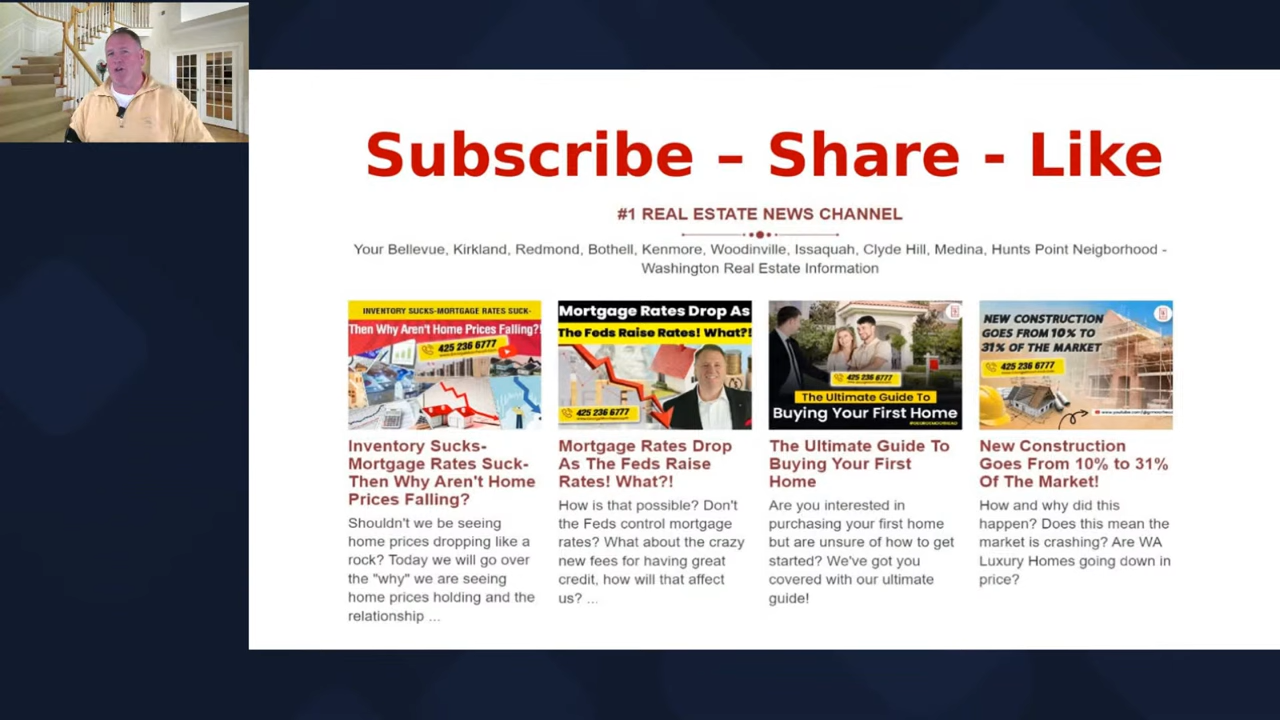 Subscribe – Share - Like
#1 REAL ESTATE NEWS CHANNEL
Your Bellevue, Kirkland, Redmond, Bothell, Kenmore, Woodinville, Issaquah, Clyde Hill, Medina, Hunts Point Neigborhood -
Washington Real Estate Information
INVENTORY SUCKS-MORTGAGE RATES SUCK-
Then Why Aren't Home Prices Falling?!
425 236 6777
Inventory Sucks-
Mortgage Rates Suck-
Then Why Aren't Home
Prices Falling?
Shouldn't we be seeing
home prices dropping like a
rock? Today we will go over
the "why" we are seeing
home prices holding and the
relationship ...
Mortgage Rates Drop As
The Feds Raise Rates! What?!
425 236 6777
Mortgage Rates Drop
As The Feds Raise
Rates! What?!
How is that possible? Don't
the Feds control mortgage
rates? What about the crazy
new fees for having great
credit, how will that affect
us? ...
425 236 6777
The Ultimate Guide To
Buying Your First Home
The Ultimate Guide To
Buying Your First
Home
Are you interested in
purchasing your first home
but are unsure of how to get
started? We've got you
covered with our ultimate
guide!
NEW CONSTRUCTION
GOES FROM 10% TO
31% OF THE MARKET
425 236 6777
New Construction
Goes From 10% to 31%
Of The Market!
How and why did this
happen? Does this mean the
market is crashing? Are WA
Luxury Homes going down in
price?